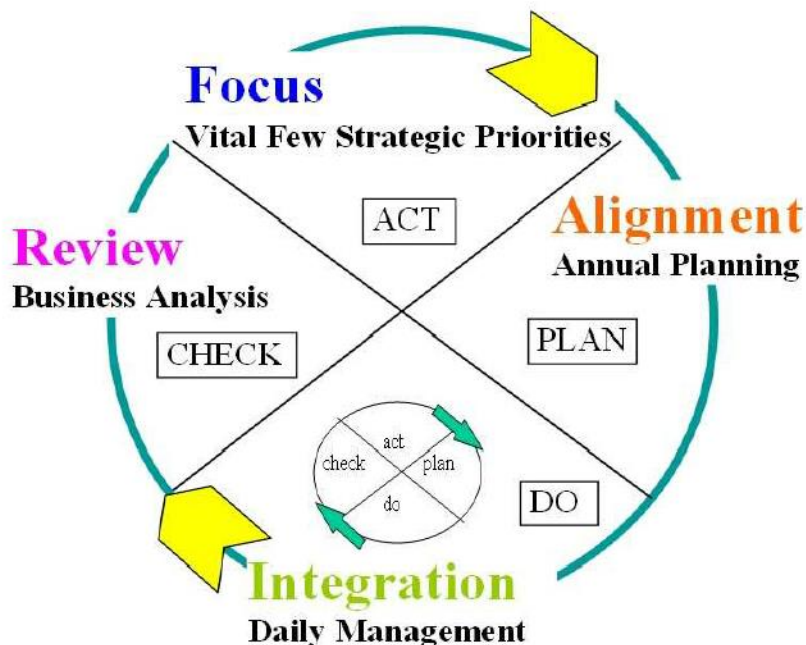 Focus
Vital Few Strategic Priorities
ACT
Alignment
Annual Planning
Review
Business Analysis
CHECK
PLAN
act
check
plan
do
DO
Integration
Daily Management